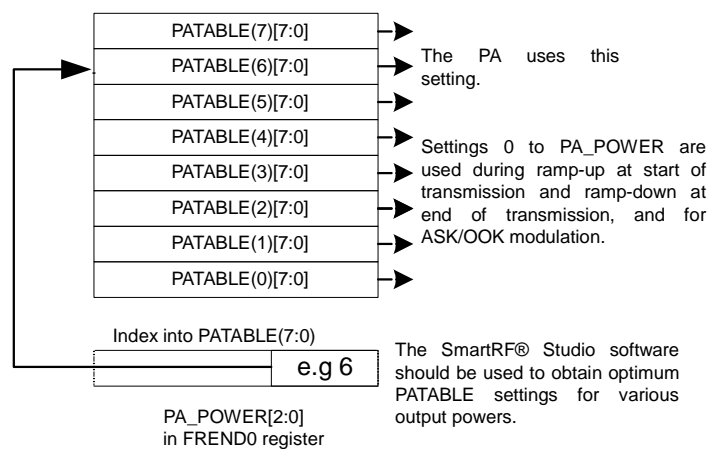 PATABLE(7)[7:0]
PATABLE(6)[7:0]
PATABLE(5)[7:0]
PATABLE(4)[7:0]
PATABLE(3)[7:0]
PATABLE(2)[7:0]
PATABLE(1)[7:0]
PATABLE(0)[7:0]
The PA uses this
setting.
Settings 0 to PA_POWER are
used during ramp-up at start of
transmission and ramp-down at
end of transmission, and for
ASK/OOK modulation.
Index into PATABLE(7:0)
e.g 6
PA_POWER[2:0]
in FREND0 register
The SmartRF® Studio software
should be used to obtain optimum
PATABLE settings for various
output powers.